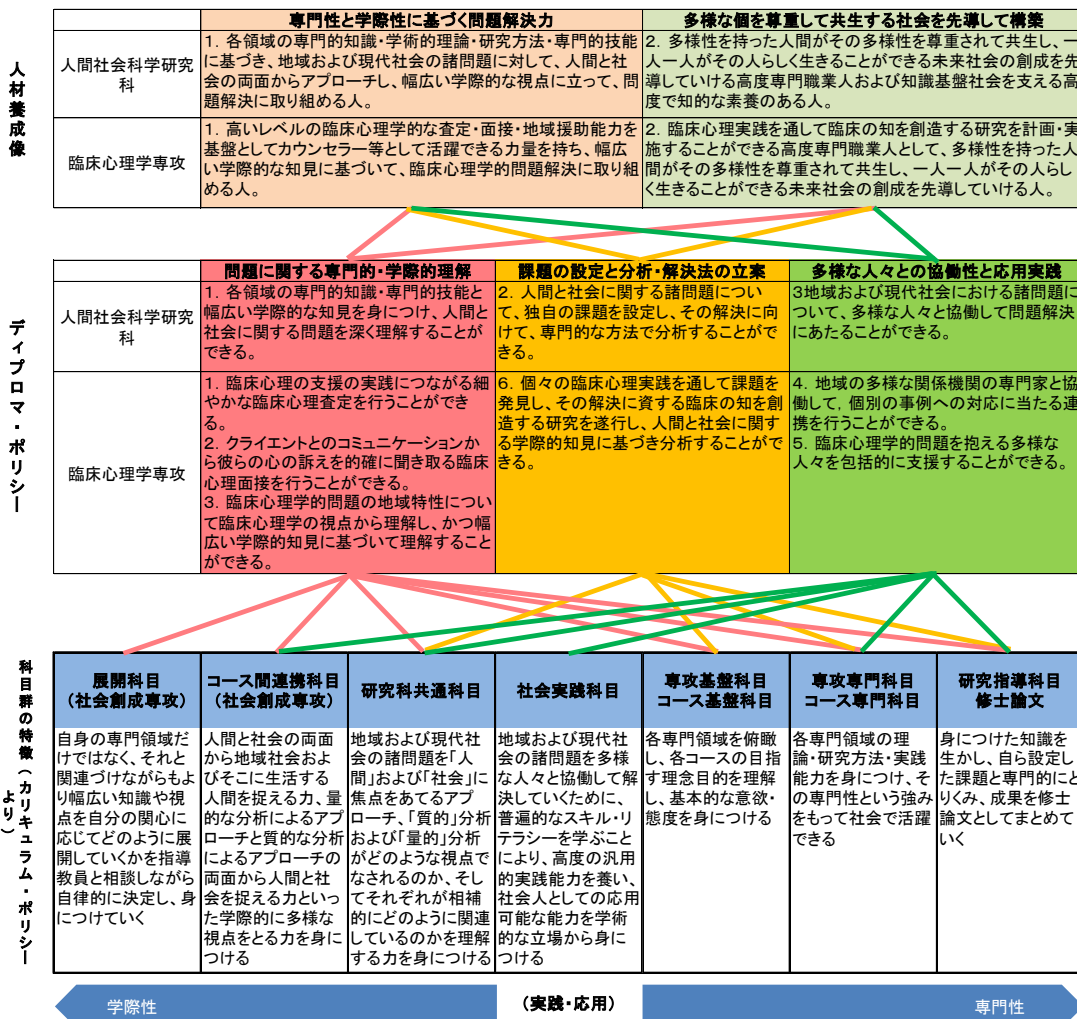 人材養成像
専門性と学際性に基づく問題解決力
多様な個を尊重して共生する社会を先導して構築
人間社会科学研究
科
1. 各領域の専門的知識・学術的理論・研究方法・専門的技能
に基づき、地域および現代社会の諸問題に対して、人間と社
会の両面からアプローチし、幅広い学際的な視点に立って、問
題解決に取り組める人。
2. 多様性を持った人間がその多様性を尊重されて共生し、一
人一人がその人らしく生きることができる未来社会の創成を先
導していける高度専門職業人および知識基盤社会を支える高
度で知的な素養のある人。
臨床心理学専攻
1. 高いレベルの臨床心理学的な査定・面接・地域援助能力を
基盤としてカウンセラー等として活躍できる力量を持ち、幅広
い学際的な知見に基づいて、臨床心理学的問題解決に取り組
める人。
2. 臨床心理実践を通して臨床の知を創造する研究を計画・実
施することができる高度専門職業人として、多様性を持った人
間がその多様性を尊重されて共生し、一人一人がその人らし
く生きることができる未来社会の創成を先導していける人。
ディプロマ・ポリシー
問題に関する専門的・学際的理解
課題の設定と分析・解決法の立案
多様な人々との協働性と応用実践
人間社会科学研究
科
1. 各領域の専門的知識・専門的技能と
幅広い学際的な知見を身につけ、人間と
社会に関する問題を深く理解することが
できる。
2. 人間と社会に関する諸問題につい
て、独自の課題を設定し、その解決に
向けて、専門的な方法で分析することがで
きる。
3地域および現代社会における諸問題に
ついて、多様な人々と協働して問題解決
にあたることができる。
臨床心理学専攻
1. 臨床心理の支援の実践につながる細
やかな臨床心理査定を行うことができ
る。
2. クライエントとのコミュニケーションか
ら彼らの心の訴えを的確に聞き取る臨床
心理面接を行うことができる。
3. 臨床心理学的問題の地域特性につい
て臨床心理学の視点から理解し、かつ幅
広い学際的知見に基づいて理解すること
ができる。
6. 個々の臨床心理実践を通して課題を
発見し、その解決に資する臨床の知を創
造する研究を遂行し、人間と社会に関す
る学際的知見に基づき分析することがで
きる。
4. 地域の多様な関係機関の専門家と協
働して, 個別の事例への対応に当たる連
携を行うことができる。
5. 臨床心理学的問題を抱える多様な
人々を包括的に支援することができる。
科目群の特徴(カリキュラム・ポリシー
より)
展開科目
(社会創成専攻)
自身の専門領域だ
けではなく、それと
関連づけながらもよ
り幅広い知識や視
点を自分の関心に
応じてどのように展
開していくかを指導
教員と相談しながら
自律的に決定し、身
につけていく
コース間連携科目
(社会創成専攻)
人間と社会の両面
から地域社会およ
びそこに生活する
人間を捉える力、量
的な分析によるアプ
ローチと質的な分析
によるアプローチの
両面から人間と社
会を捉える力といっ
た学際的に多様な
視点をとる力を身に
つける
研究科共通科目
地域および現代社
会の諸問題を「人
間」および「社会」に
焦点をあてるアプ
ローチ、「質的」分析
および「量的」分析
がどのような視点で
なされるのか、そし
てそれぞれが相補
的にどのように関連
しているのかを理解
する力を身につける
社会実践科目
地域および現代社
会の諸問題を多様
な人々と協働して解
決していくために、
普遍的なスキル・リ
テラシーを学ぶこと
により、高度の汎用
的実践能力を養い、
社会人としての応用
可能な能力を学術
的な立場から身に
つける
専攻基盤科目
コース基盤科目
各専門領域を俯瞰
し、各コースの目指
す理念目的を理解
し、基本的な意欲・
態度を身につける
専攻専門科目
コース専門科目
各専門領域の理
論・研究方法・実践
能力を身につけ、そ
の専門性という強み
をもって社会で活躍
できる
研究指導科目
修士論文
身につけた知識を
生かし、自ら設定し
た課題と専門的にと
りくみ、成果を修士
論文としてまとめて
いく
学際性
(実践・応用)
専門性